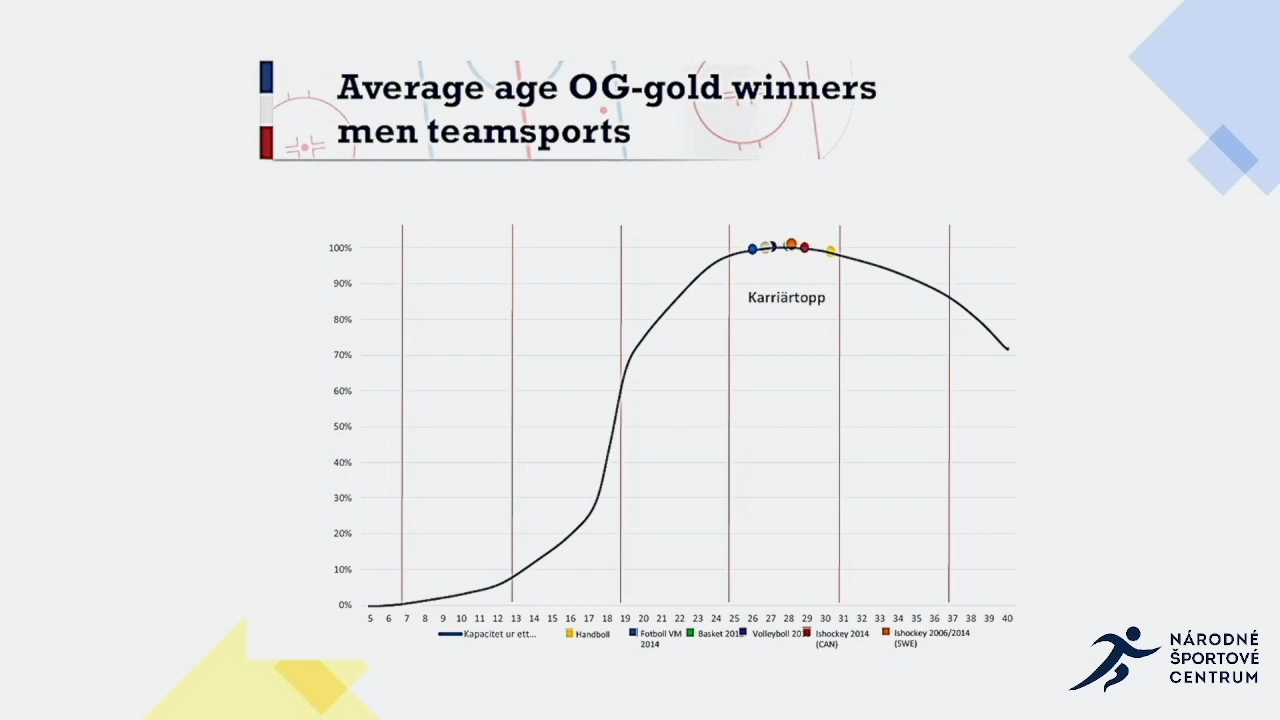 Average age OG-gold winners
men teamsports
100%
90%
Karriärtopp
80%
70%
60%
50%
40%
30%
20%
10%
0%
5 6 7 8 9 10 11 12 13 14 15 16 17 18 19 20 21 22 23 24 25 26 27 28 29 30 31 32 33 34 35 36 37 38 39 40
Kapacitet ur ett... Handboll Fotboll VM Basket 2012 Volleyboll Ishockey 2014 Ishockey 2006/2014
2014 (CAN) (SWE)
NÁRODNÉ
ŠPORTOVÉ
CENTRUM